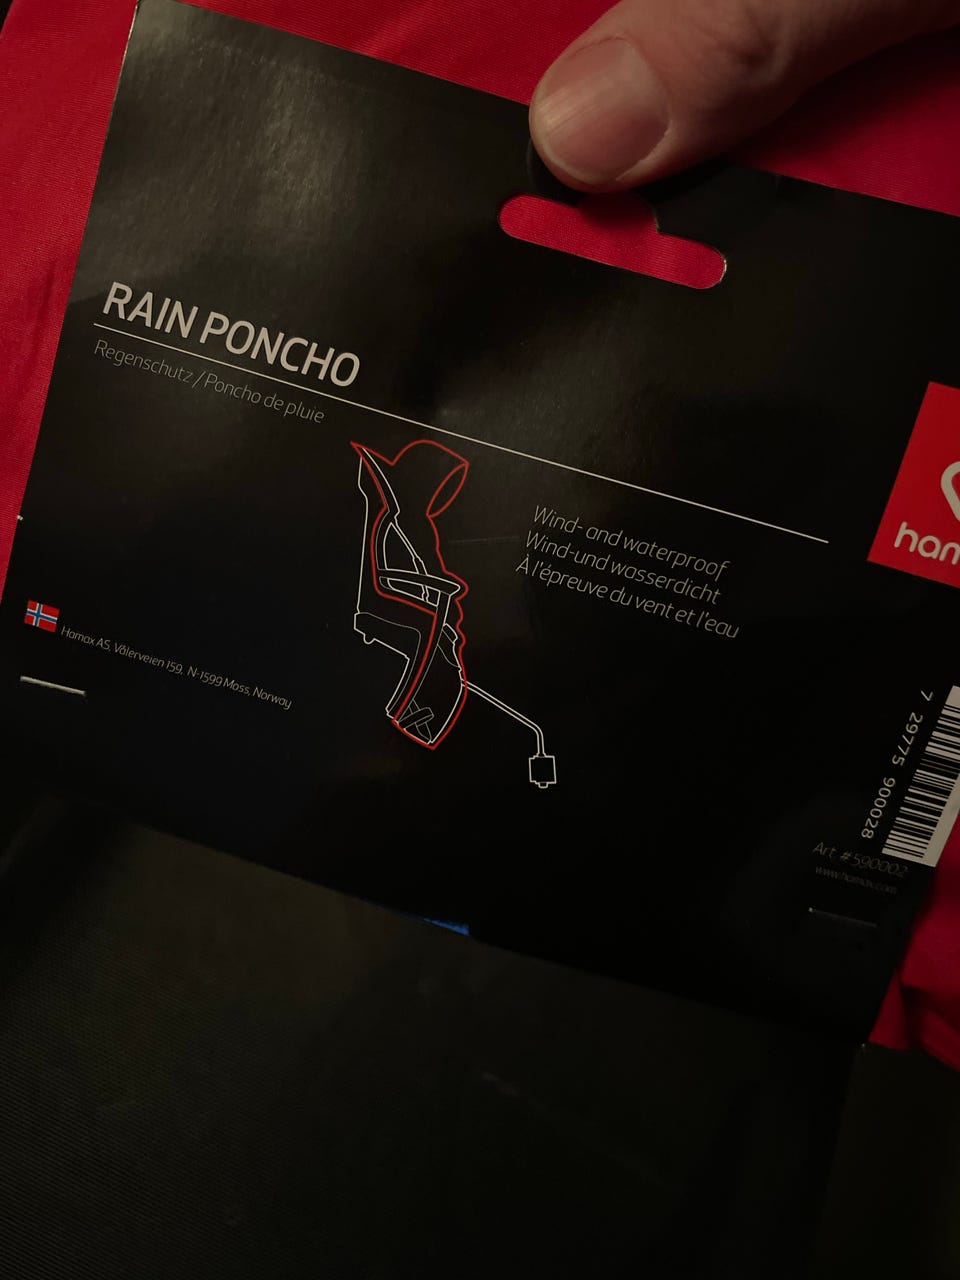 RAIN PONCHO
Regenschutz / Poncho de pluie
Wind- and waterproof
Wind-und wasserdicht
À l'épreuve du vent et l'eau
ham
Hamax AS, Vålerveien 159, N-1599 Moss, Norway
7 29775 900028
Art. # 590002
www.hamax.com